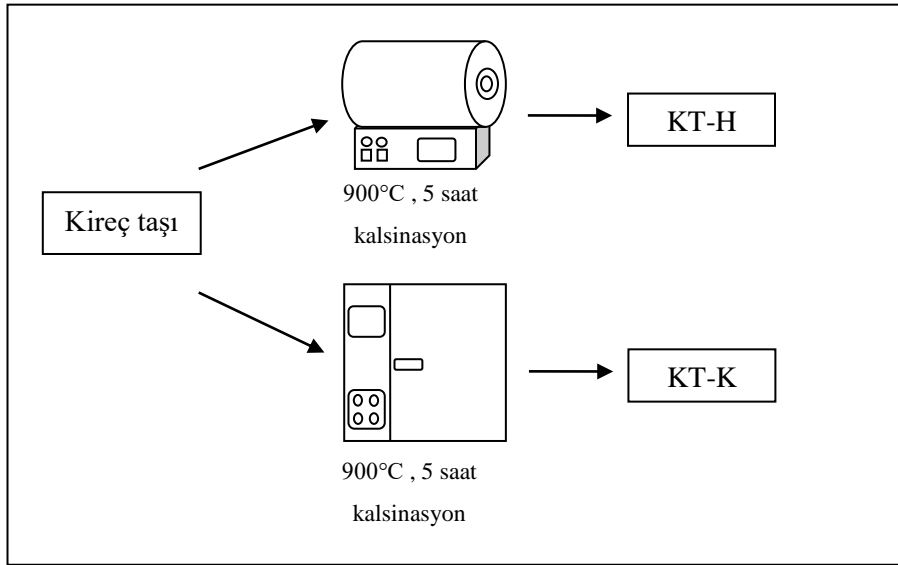 Kireç taşı
900°C , 5 saat
kalsinasyon
KT-H
900°C , 5 saat
kalsinasyon
KT-K